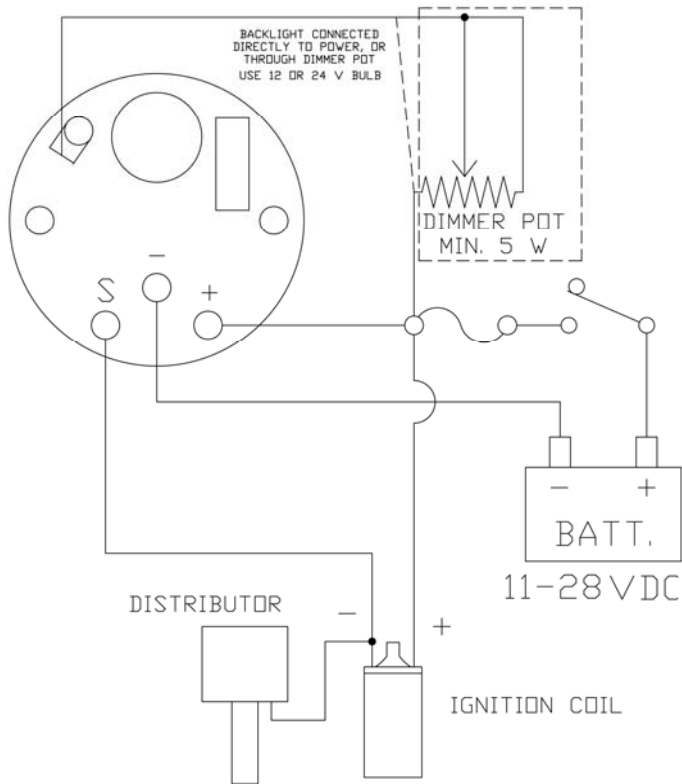 BACKLIGHT CONNECTED
DIRECTLY TO POWER, OR
THROUGH DIMMER POT
USE 12 OR 24 V BULB
DIMMER POT
MIN. 5 W
S
-
+
-
+
BATT.
11-28VDC
DISTRIBUTOR
-
+
IGNITION COIL